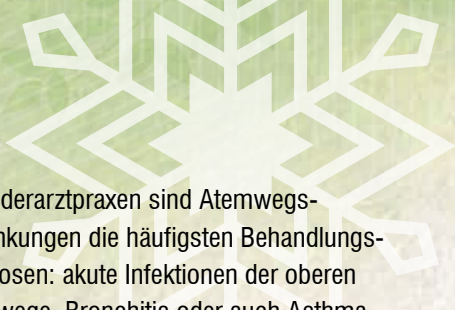 derarztpraxen sind Atemwegs-
nkungen die häufigsten Behandlungs-
osen: akute Infektionen der oberen
wege, Bronchitis oder auch Asthma